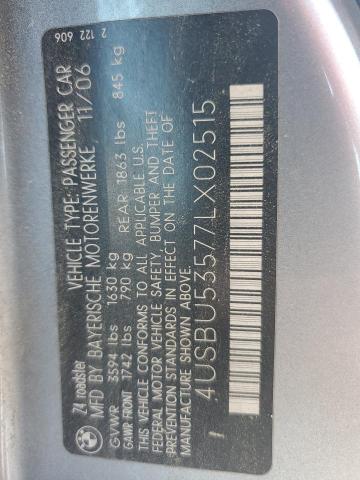 2 122 606
VEHICLE TYPE: PASSENGER CAR
Z4 roadster
MFD BY BAYERISCHE MOTORENWERKE 11/06
GVWR 3594 lbs 1630 kg
GAWR FRONT 1742 lbs 790 kg REAR 1863 lbs 845 kg
THIS VEHICLE CONFORMS TO ALL APPLICABLE U.S.
FEDERAL MOTOR VEHICLE SAFETY, BUMPER AND THEFT
PREVENTION STANDARDS IN EFFECT ON THE DATE OF
MANUFACTURE SHOWN ABOVE.
4USBU53577LX02515